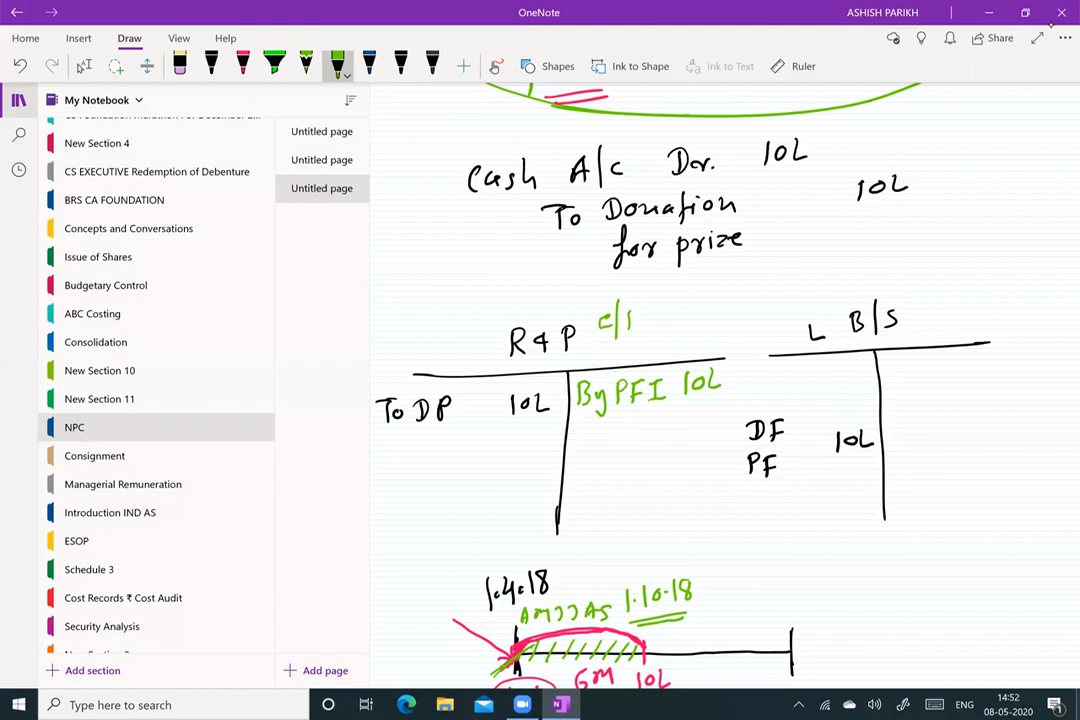 OneNote
ASHISH PARIKH
Home Insert Draw View Help
Share
Shapes Ink to Shape Ink to Text Ruler
My Notebook
New Section 4
CS EXECUTIVE Redemption of Debenture
BRS CA FOUNDATION
Concepts and Conversations
Issue of Shares
Budgetary Control
ABC Costing
Consolidation
New Section 10
New Section 11
NPC
Consignment
Managerial Remuneration
Introduction IND AS
ESOP
Schedule 3
Cost Records ₹ Cost Audit
Security Analysis
Add section
Untitled page
Untitled page
Untitled page
Add page
Cash A/c Dr. 10L
To Donation 10L
for prize
R & P
To DP 10L By PFI 10L
L B/S
DF 10L
PF
1.4.18
AMJJAS 1.10.18
6M 10L
Type here to search
ENG
14:52
08-05-2020